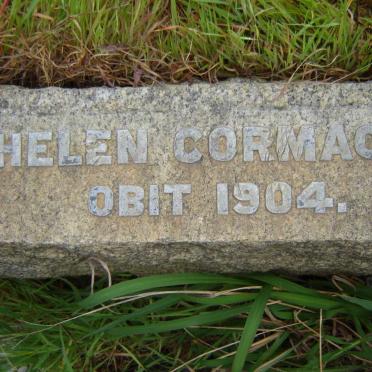 HELEN CORMAC
OBIT 1904.